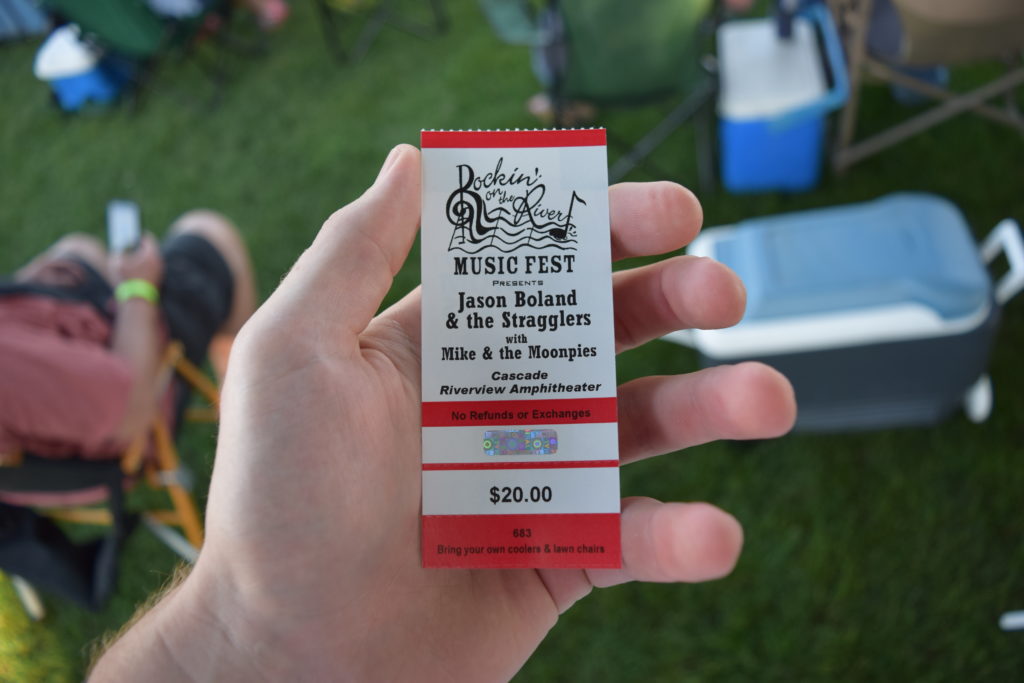 Rockin'
on the
River
MUSIC FEST
PRESENTS
Jason Boland
& the Stragglers
with
Mike & the Moonpies
Cascade
Riverview Amphitheater
No Refunds or Exchanges
$20.00
683
Bring your own coolers & lawn chairs